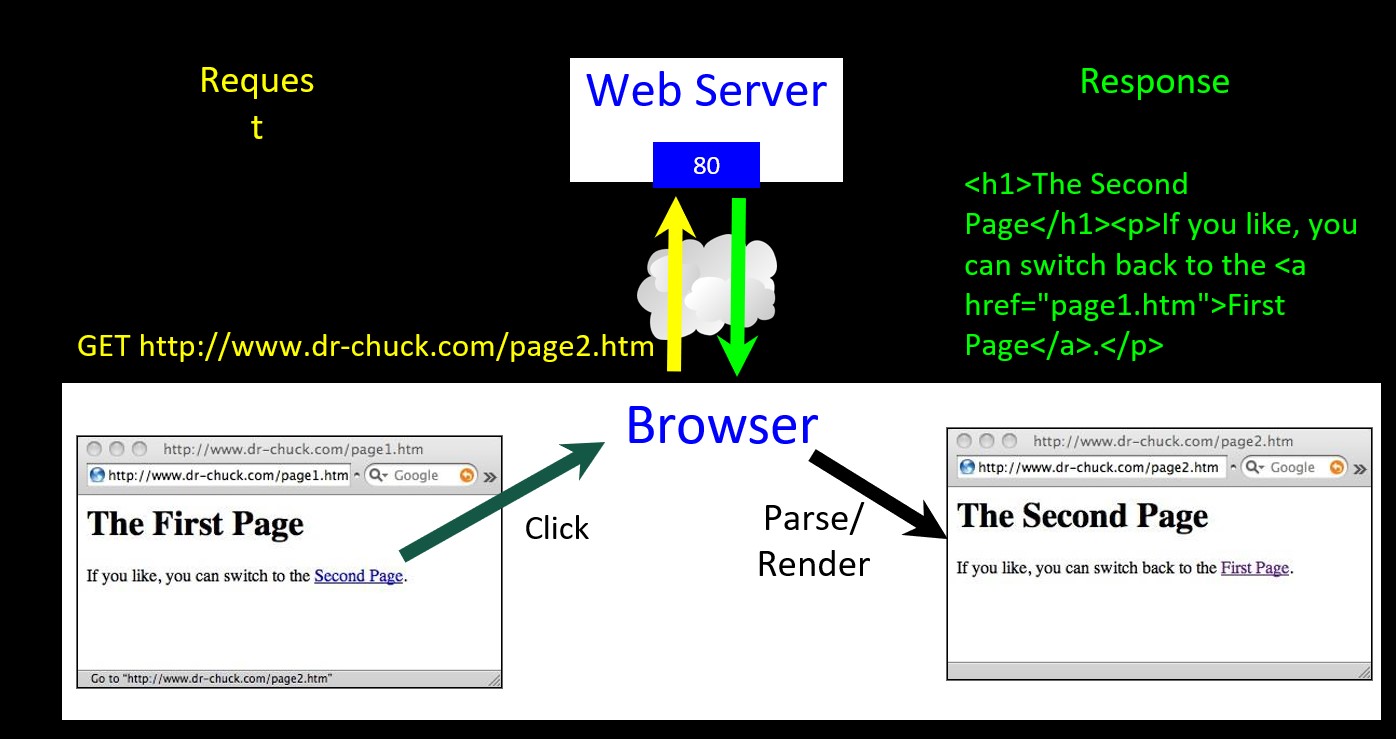 Reques
t
Web Server
80
Response
<h1>The Second
Page</h1><p>If you like, you
can switch back to the <a
href="page1.htm">First
Page</a>.</p>
GET http://www.dr-chuck.com/page2.htm
Browser
http://www.dr-chuck.com/page1.htm
http://www.dr-chuck.com/page1.htm
Google
The First Page
If you like, you can switch to the Second Page.
Go to “http://www.dr-chuck.com/page2.htm”
Click
Parse/
Render
http://www.dr-chuck.com/page2.htm
http://www.dr-chuck.com/page2.htm
Google
The Second Page
If you like, you can switch back to the First Page.